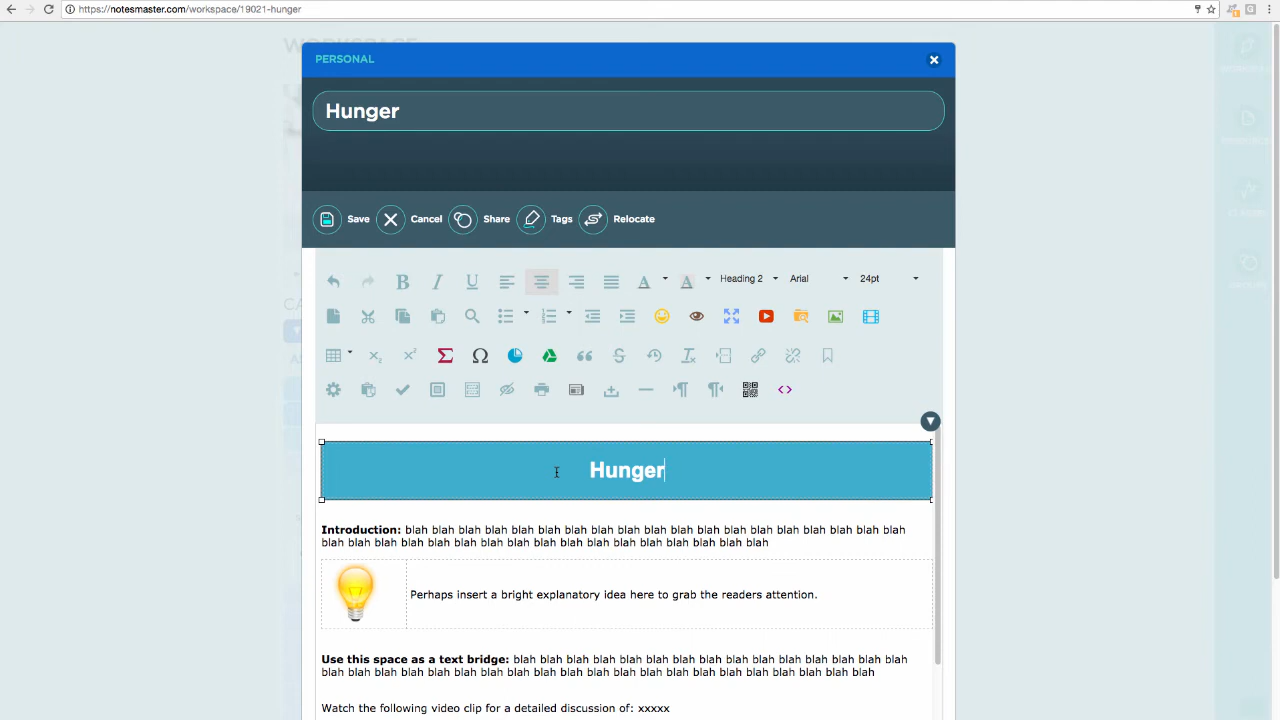 https://notesmaster.com/workspace/19021-hunger
WORKSPACE
PERSONAL
Hunger
Save Cancel Share Tags Relocate
B I U A A Heading 2 Arial 24pt
Hunger
Introduction: blah blah blah blah blah blah blah blah blah blah blah blah blah blah blah blah blah blah blah
blah blah blah blah blah blah blah blah blah blah blah blah blah blah blah blah blah
Perhaps insert a bright explanatory idea here to grab the readers attention.
Use this space as a text bridge: blah blah blah blah blah blah blah blah blah blah blah blah blah blah blah
blah blah blah blah blah blah blah blah blah blah blah blah blah blah blah blah blah blah blah blah blah
Watch the following video clip for a detailed discussion of: xxxxx